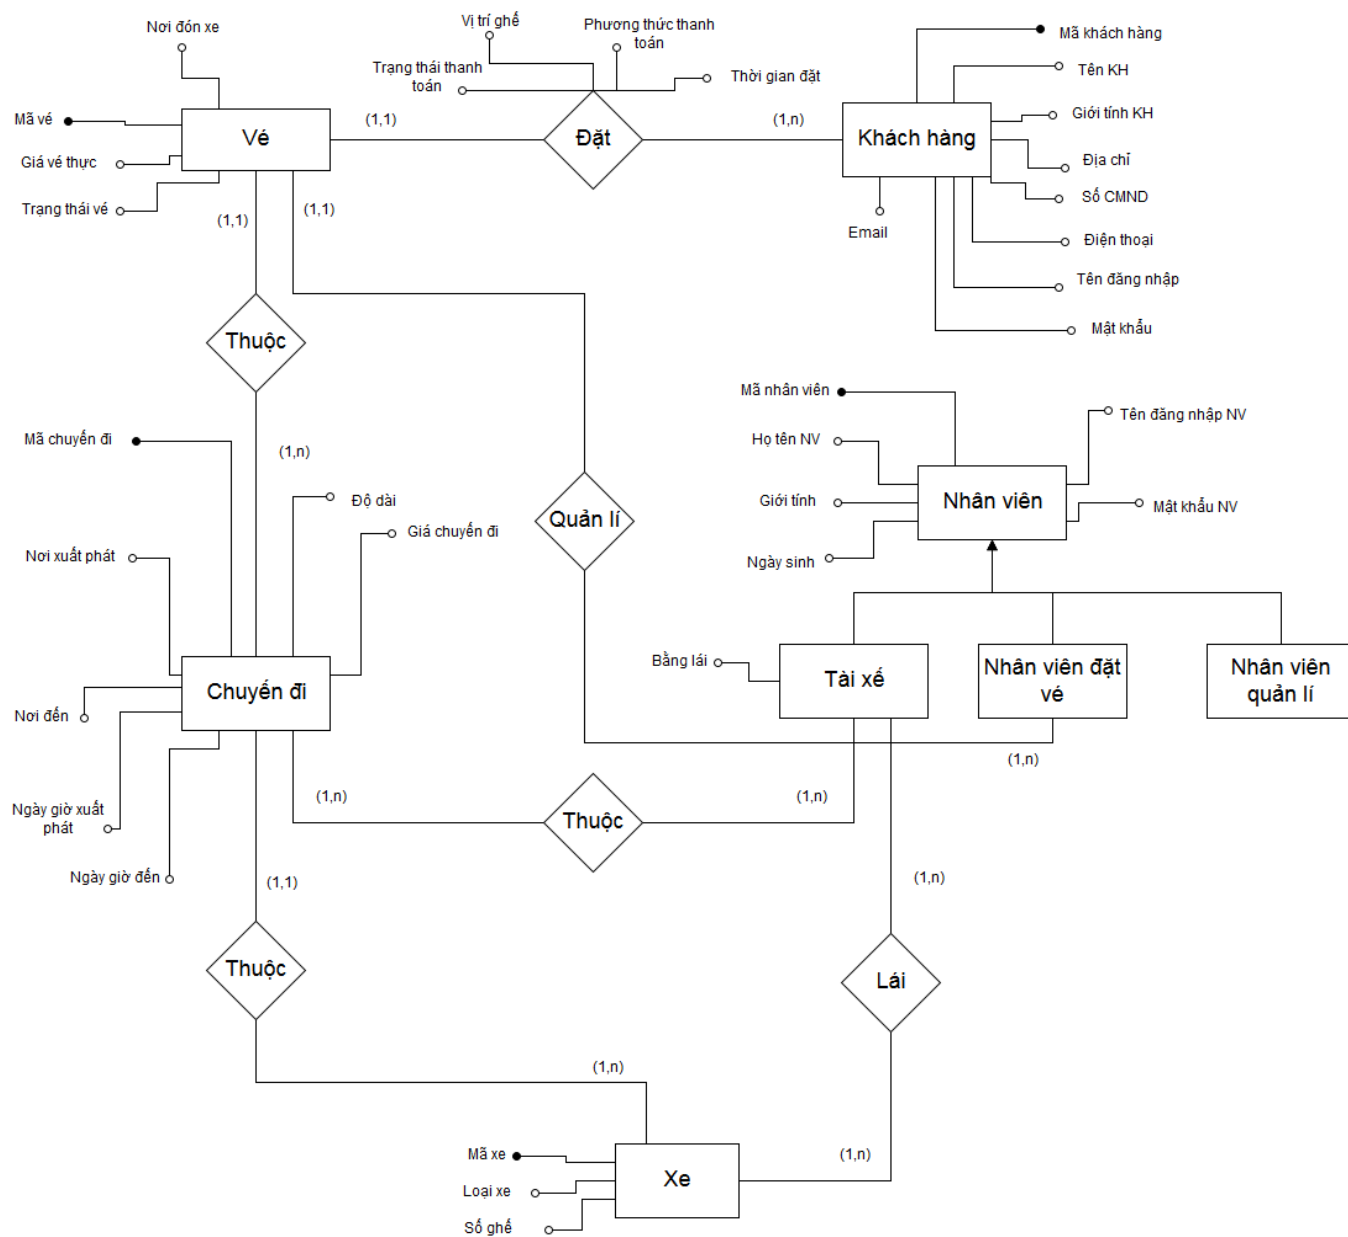 Nơi đón xe
Vị trí ghế
Phương thức thanh
toán
Mã khách hàng
Trạng thái thanh
toán
Thời gian đặt
Tên KH
Mã vé
(1,1)
(1,n)
Giới tính KH
Vé
Đặt
Khách hàng
Giá vé thực
Địa chỉ
Trạng thái vé
Số CMND
(1,1)
(1,1)
Email
Điện thoại
Tên đăng nhập
Thuộc
Mật khẩu
Mã nhân viên
Tên đăng nhập NV
Mã chuyến đi
(1,n)
Họ tên NV
Độ dài
Giới tính
Nhân viên
Mật khẩu NV
Giá chuyến đi
Quản lí
Nơi xuất phát
Ngày sinh
Bằng lái
Tài xế
Nhân viên đặt
vé
Nhân viên
quản lí
Chuyến đi
Nơi đến
(1,n)
(1,n)
(1,n)
Ngày giờ xuất
phát
Thuộc
Ngày giờ đến
(1,1)
(1,n)
Thuộc
Lái
(1,n)
Mã xe
(1,n)
Loại xe
Xe
Số ghế